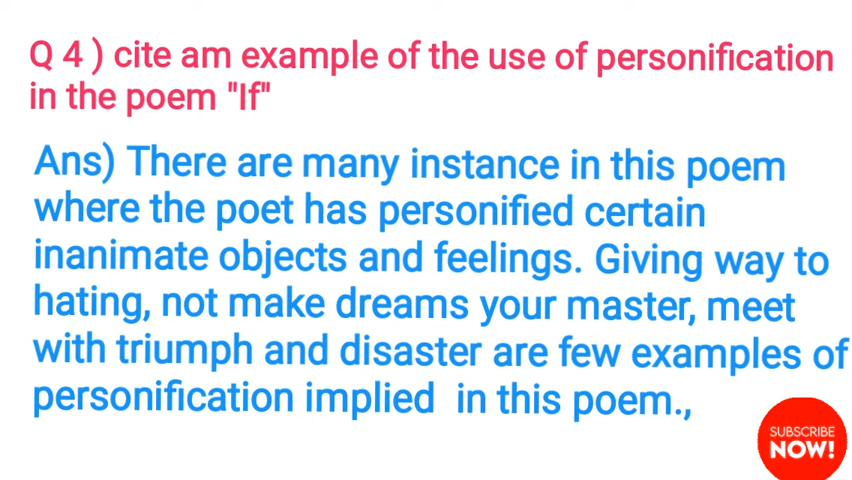 Q 4 ) cite am example of the use of personification
in the poem "If"
Ans) There are many instance in this poem
where the poet has personified certain
inanimate objects and feelings. Giving way to
hating, not make dreams your master, meet
with triumph and disaster are few examples of
personification implied in this poem.,
SUBSCRIBE
NOW!